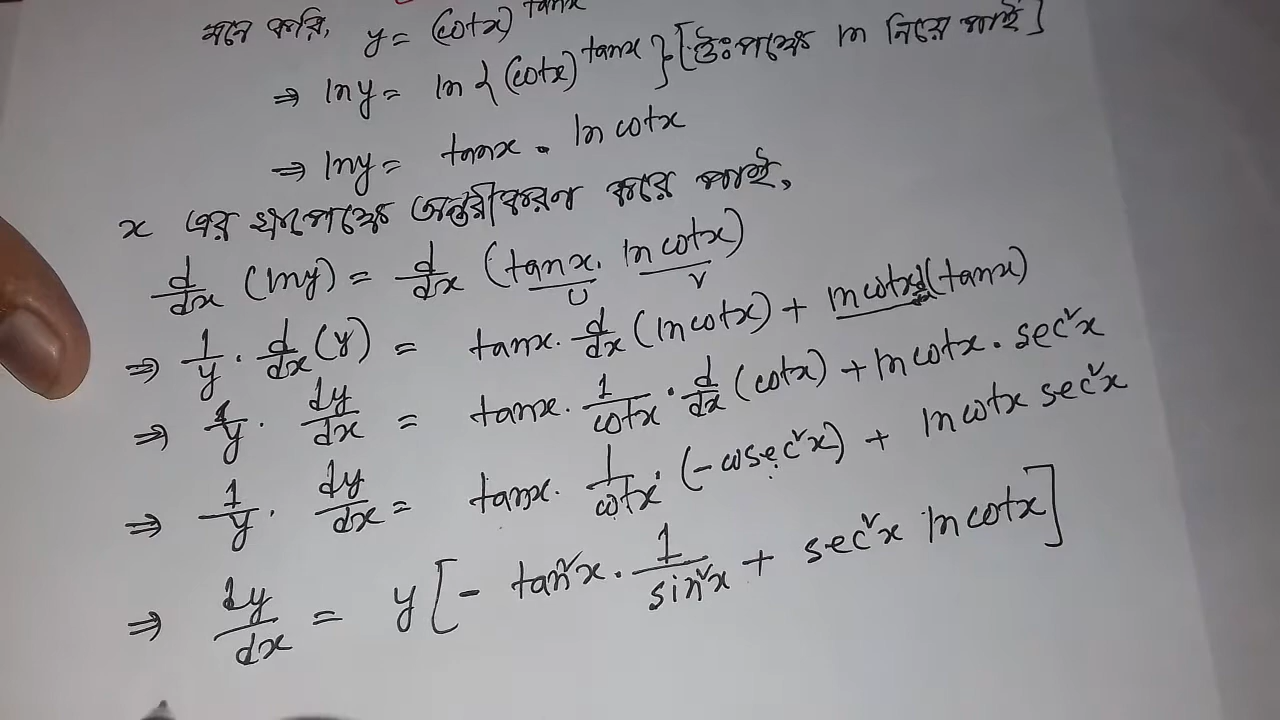 মনে করি, y = (cotx)^tanx
⇒ lny = ln{(cotx)^tanx} [উঃপক্ষে ln নিয়ে পাই]
⇒ lny = tanx . ln cotx
x এর সাপেক্ষে অন্তরীকরন করে পাই,
d/dx (lny) = d/dx (tanx. ln cotx)
U V
⇒ 1/y . d/dx (y) = tanx. d/dx (ln cotx) + ln cotx d/dx (tanx)
⇒ 1/y . dy/dx = tanx. 1/cotx . d/dx (cotx) + ln cotx . sec²x
⇒ 1/y . dy/dx = tanx. 1/cotx . (-cosec²x) + ln cotx sec²x
⇒ dy/dx = y[- tan²x. 1/sin²x + sec²x ln cotx]